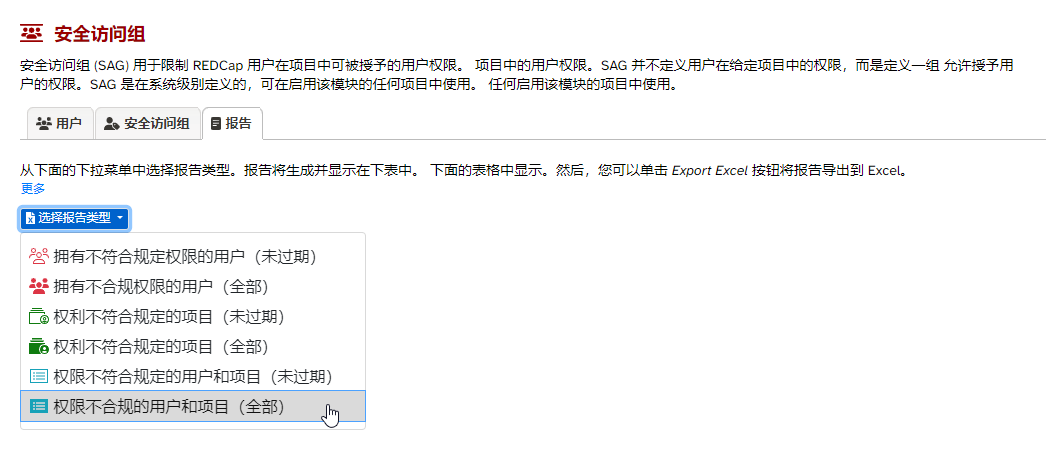 安全访问组
安全访问组 (SAG) 用于限制 REDCap 用户在项目中可被授予的用户权限。 项目中的用户权限。SAG 并不定义用户在给定项目中的权限，而是定义一组 允许授予用
户的权限。SAG 是在系统级别定义的，可在启用该模块的任何项目中使用。 任何启用该模块的项目中使用。
用户 安全访问组 报告
从下面的下拉菜单中选择报告类型。报告将生成并显示在下表中。 下面的表格中显示。然后，您可以单击 Export Excel 按钮将报告导出到 Excel。
更多
选择报告类型
拥有不符合规定权限的用户（未过期）
拥有不合规权限的用户（全部）
权利不符合规定的项目（未过期）
权利不符合规定的项目（全部）
权限不符合规定的用户和项目（未过期）
权限不合规的用户和项目（全部）